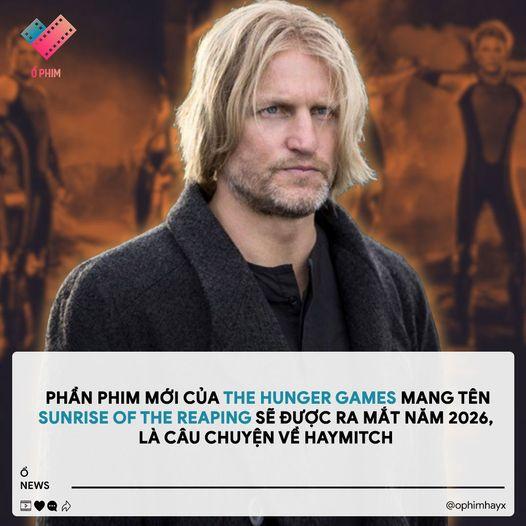 Ổ PHIM
PHẦN PHIM MỚI CỦA THE HUNGER GAMES MANG TÊN
SUNRISE OF THE REAPING SẼ ĐƯỢC RA MẮT NĂM 2026,
LÀ CÂU CHUYỆN VỀ HAYMITCH
Ổ
NEWS
@ophimhayx